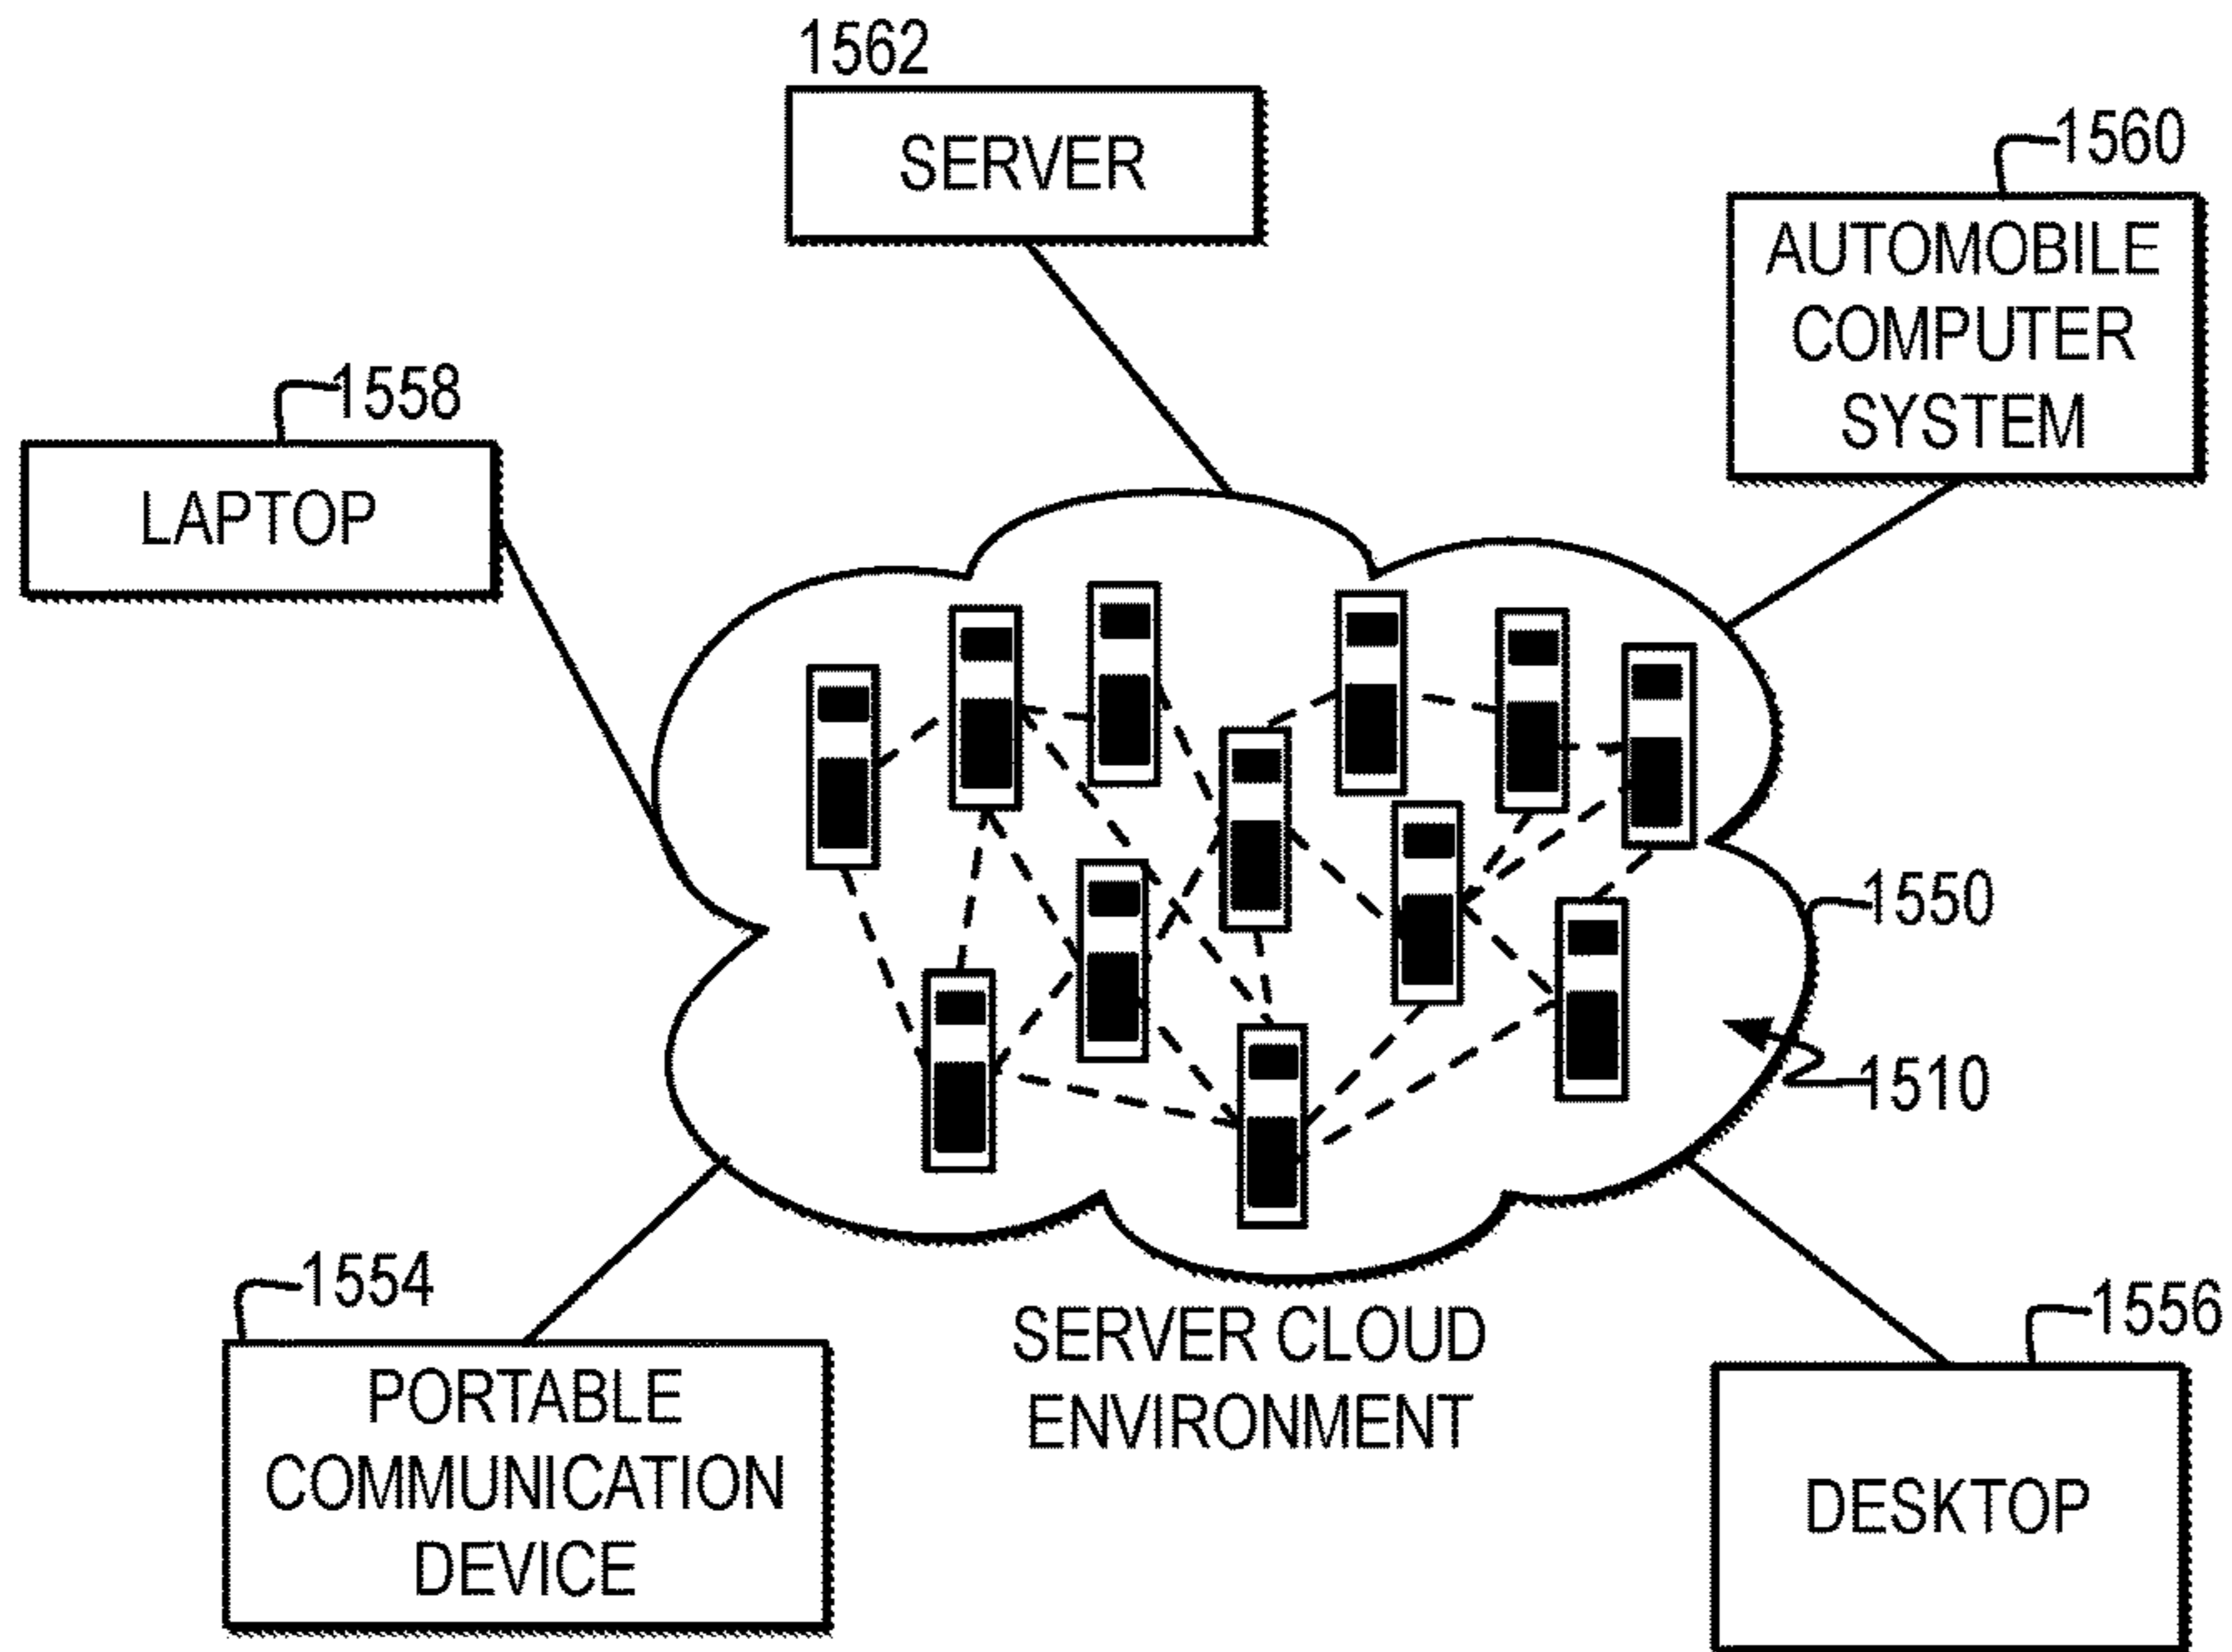 1562
SERVER
1560
AUTOMOBILE
COMPUTER
SYSTEM
1558
LAPTOP
1550
1510
1554
PORTABLE
COMMUNICATION
DEVICE
SERVER CLOUD
ENVIRONMENT
1556
DESKTOP